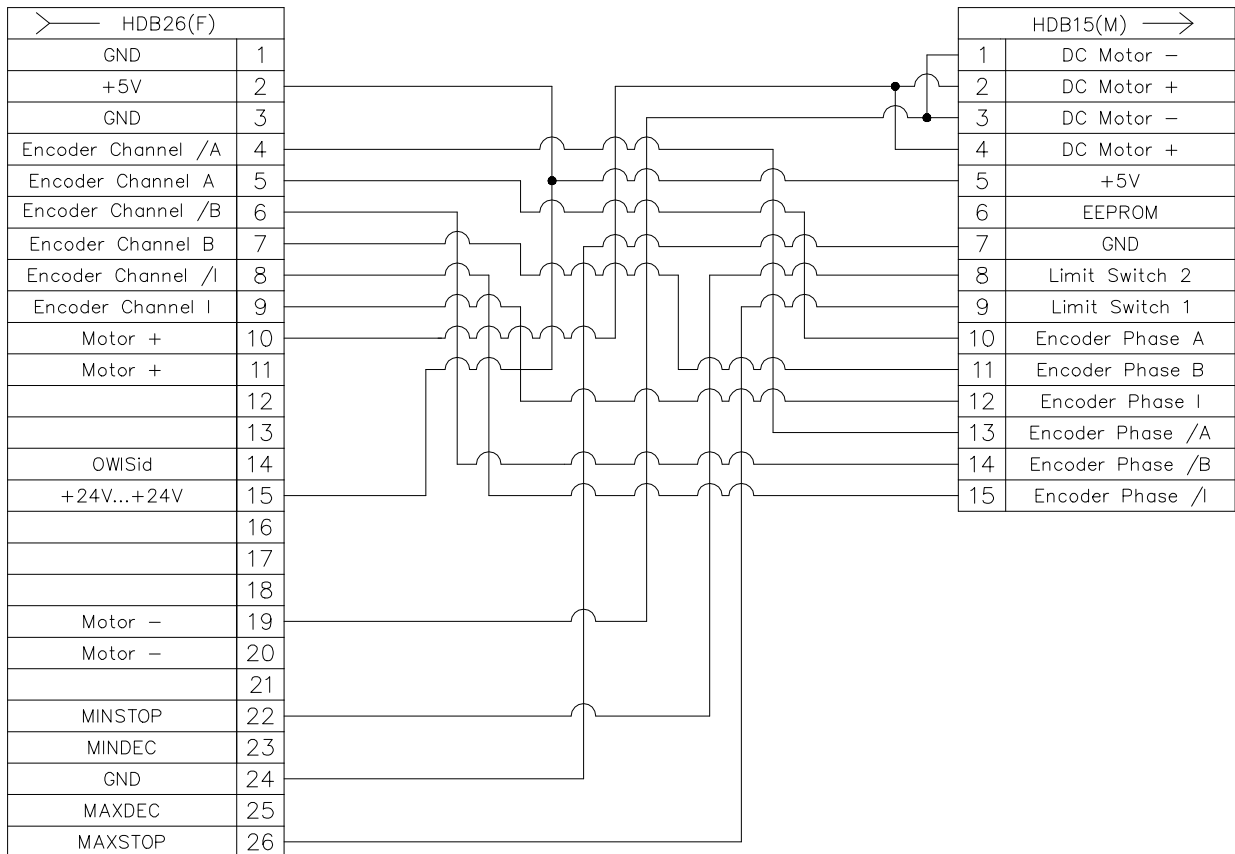 HDB26(F)
GND 1
+5V 2
GND 3
Encoder Channel /A 4
Encoder Channel A 5
Encoder Channel /B 6
Encoder Channel B 7
Encoder Channel /I 8
Encoder Channel I 9
Motor + 10
Motor + 11
12
13
OWISid 14
+24V...+24V 15
16
17
18
Motor − 19
Motor − 20
21
MINSTOP 22
MINDEC 23
GND 24
MAXDEC 25
MAXSTOP 26
HDB15(M)
1 DC Motor −
2 DC Motor +
3 DC Motor −
4 DC Motor +
5 +5V
6 EEPROM
7 GND
8 Limit Switch 2
9 Limit Switch 1
10 Encoder Phase A
11 Encoder Phase B
12 Encoder Phase I
13 Encoder Phase /A
14 Encoder Phase /B
15 Encoder Phase /I